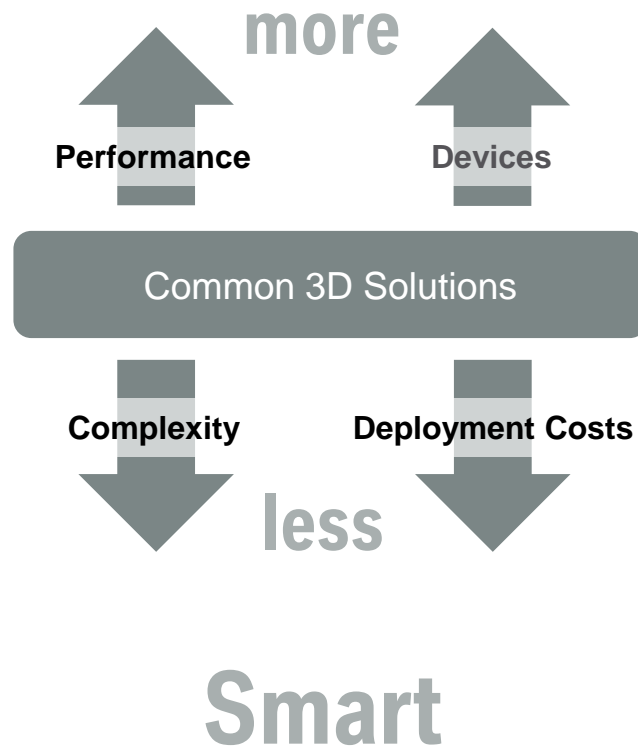 more
Performance
Devices
Common 3D Solutions
Complexity
Deployment Costs
less
Smart